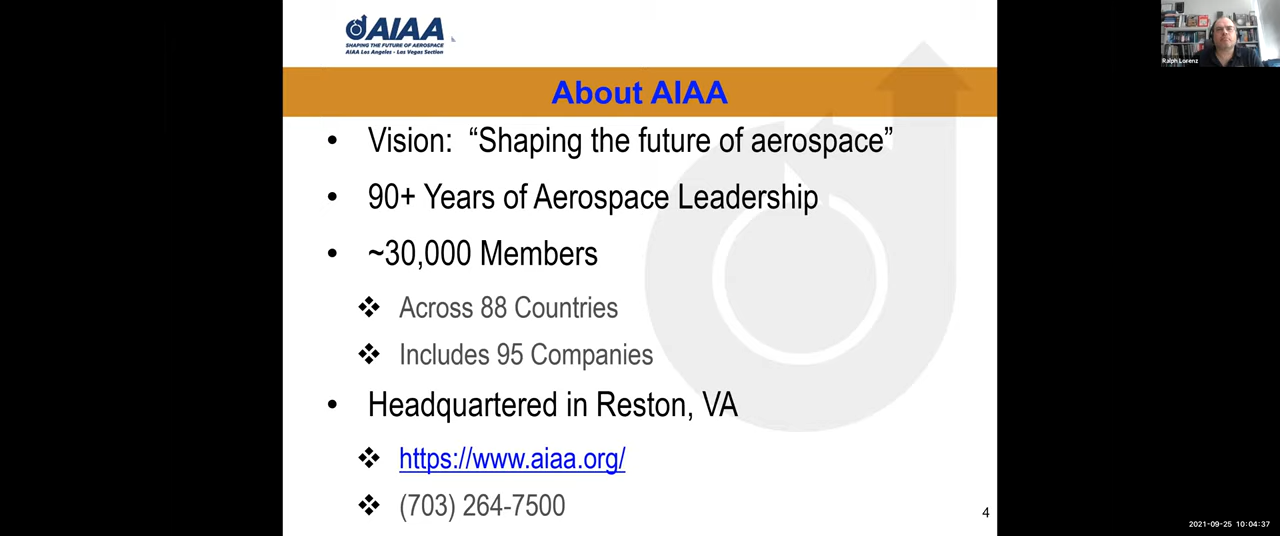 AIAA
SHAPING THE FUTURE OF AEROSPACE
AIAA Los Angeles - Las Vegas Section
Ralph Lorenz
About AIAA
• Vision: “Shaping the future of aerospace”
• 90+ Years of Aerospace Leadership
• ~30,000 Members
❖ Across 88 Countries
❖ Includes 95 Companies
• Headquartered in Reston, VA
❖ https://www.aiaa.org/
❖ (703) 264-7500
4
2021-09-25 10:04:37